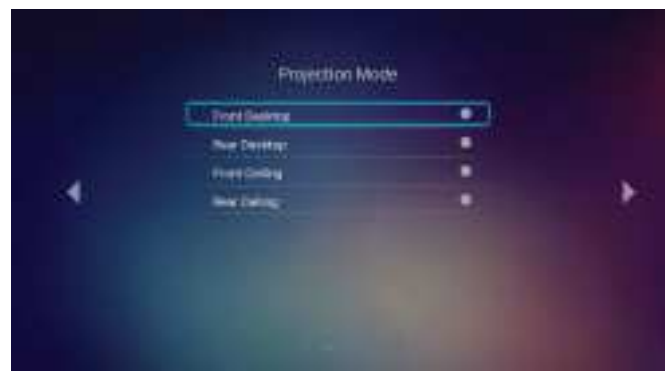 Projection Mode
Front Desktop
Rear Desktop
Front Ceiling
Rear Ceiling